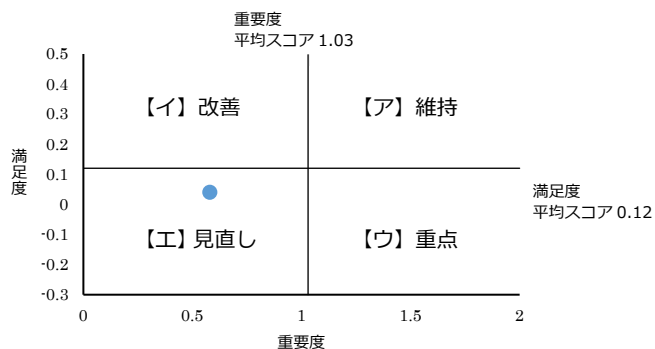 重要度
平均スコア 1.03
0.5
0.4
0.3
0.2
0.1
0
-0.1
-0.2
-0.3
満足度
【イ】改善
【ア】維持
満足度
平均スコア 0.12
【エ】見直し
【ウ】重点
0
0.5
1
1.5
2
重要度